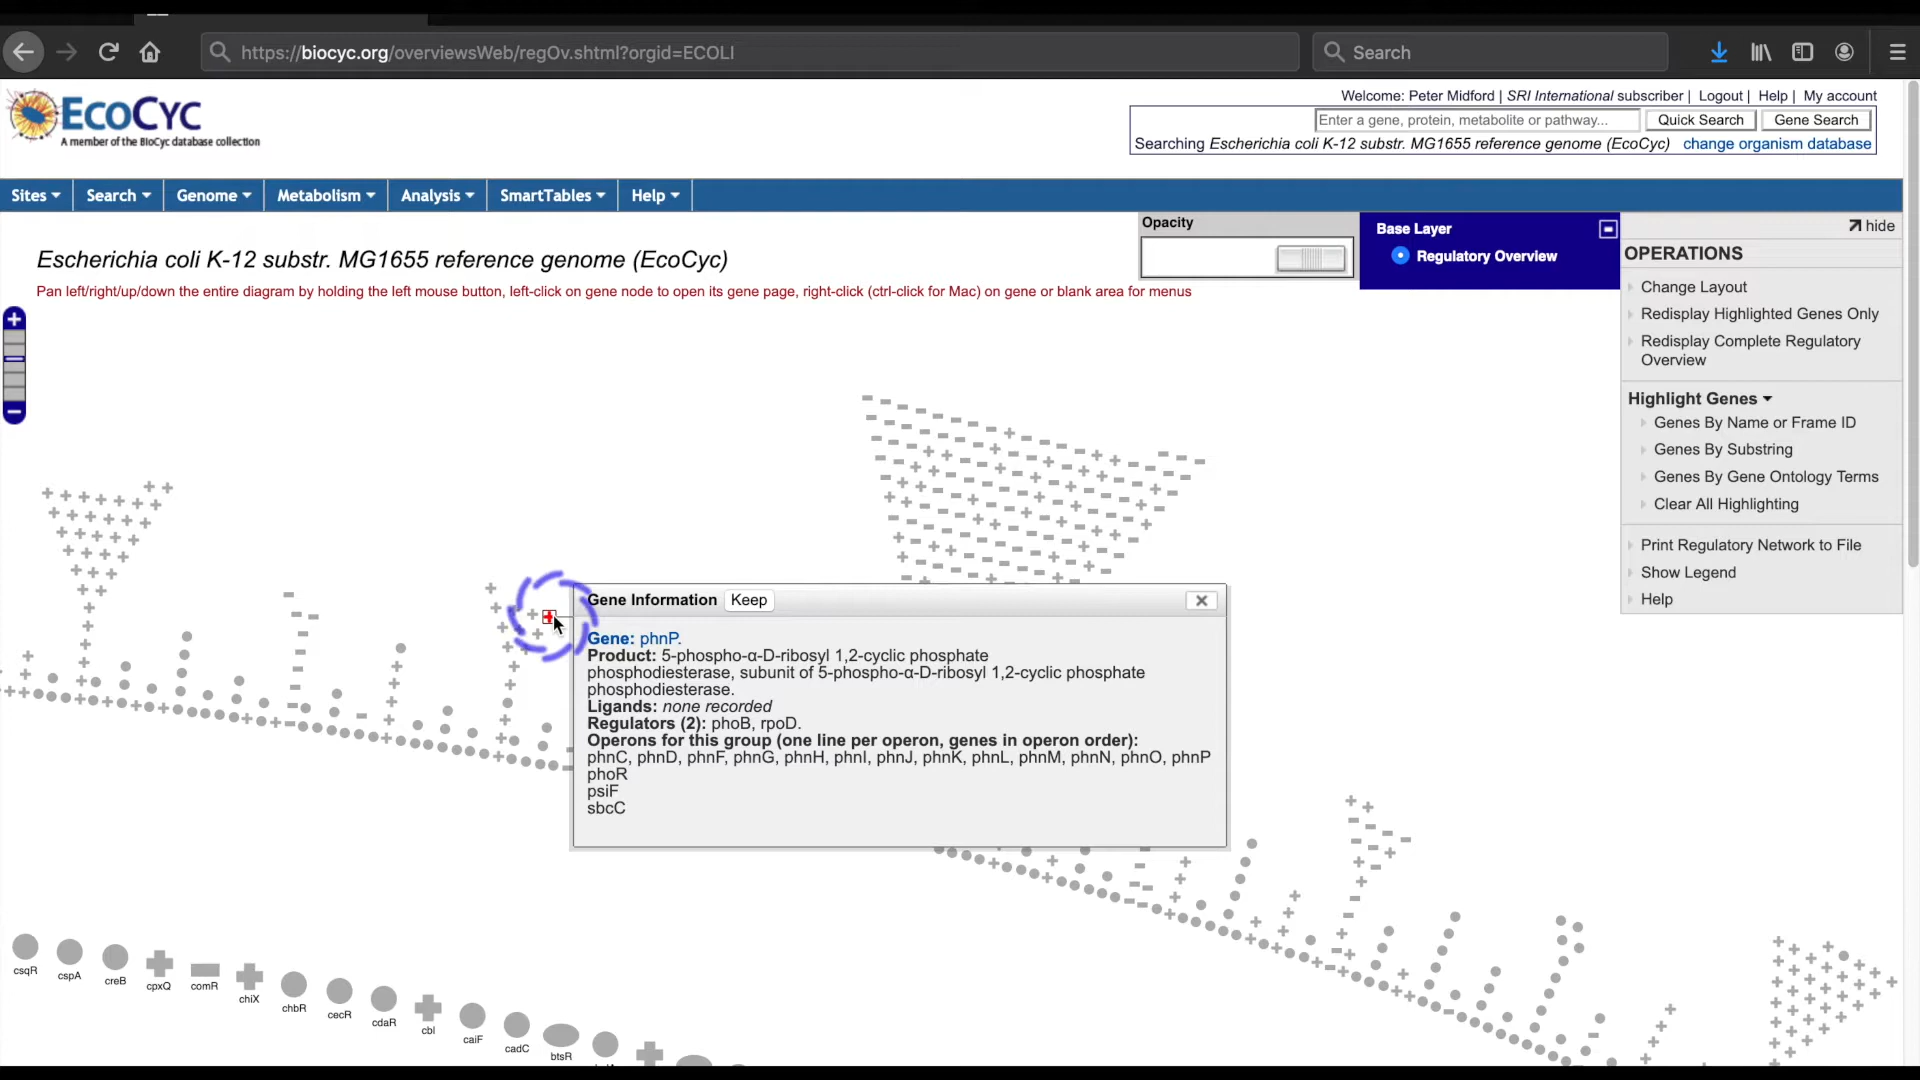 https://biocyc.org/overviewsWeb/regOv.shtml?orgid=ECOLI
Search
EcoCyc
A member of the BioCyc database collection
Welcome: Peter Midford | SRI International subscriber | Logout | Help | My account
Enter a gene, protein, metabolite or pathway...
Quick Search
Gene Search
Searching Escherichia coli K-12 substr. MG1655 reference genome (EcoCyc) change organism database
Sites
Search
Genome
Metabolism
Analysis
SmartTables
Help
Escherichia coli K-12 substr. MG1655 reference genome (EcoCyc)
Pan left/right/up/down the entire diagram by holding the left mouse button, left-click on gene node to open its gene page, right-click (ctrl-click for Mac) on gene or blank area for menus
Opacity
Base Layer
Regulatory Overview
hide
OPERATIONS
Change Layout
Redisplay Highlighted Genes Only
Redisplay Complete Regulatory
Overview
Highlight Genes
Genes By Name or Frame ID
Genes By Substring
Genes By Gene Ontology Terms
Clear All Highlighting
Print Regulatory Network to File
Show Legend
Help
Gene Information
Keep
Gene: phnP.
Product: 5-phospho-α-D-ribosyl 1,2-cyclic phosphate
phosphodiesterase, subunit of 5-phospho-α-D-ribosyl 1,2-cyclic phosphate
phosphodiesterase.
Ligands: none recorded
Regulators (2): phoB, rpoD.
Operons for this group (one line per operon, genes in operon order):
phnC, phnD, phnF, phnG, phnH, phnI, phnJ, phnK, phnL, phnM, phnN, phnO, phnP
phoR
psiF
sbcC
csqR
cspA
creB
cpxQ
comR
chiX
chbR
cecR
cdaR
cbl
caiF
cadC
btsR